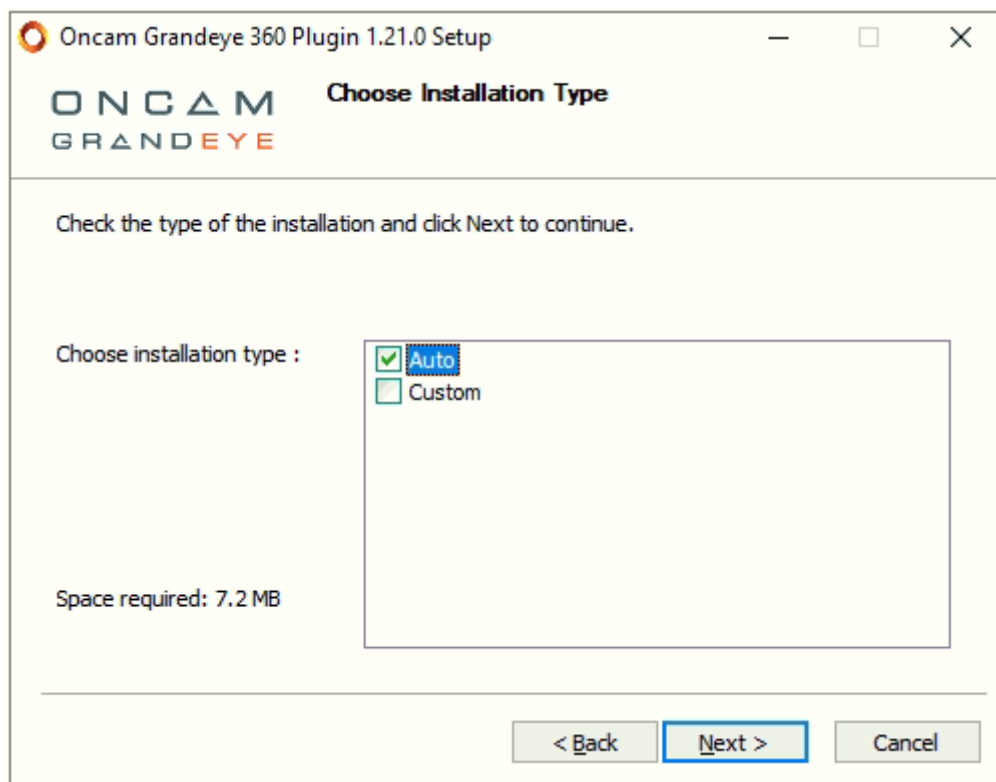 Oncam Grandeye 360 Plugin 1.21.0 Setup
ONCAM
GRANDEYE
Choose Installation Type
Check the type of the installation and click Next to continue.
Choose installation type :
Auto
Custom
Space required: 7.2 MB
< Back
Next >
Cancel